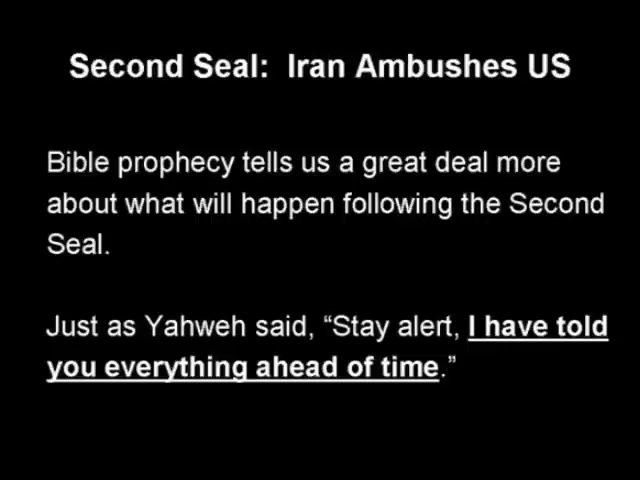 Second Seal:  Iran Ambushes US
Bible prophecy tells us a great deal more
about what will happen following the Second
Seal.
Just as Yahweh said, “Stay alert, I have told
you everything ahead of time.”